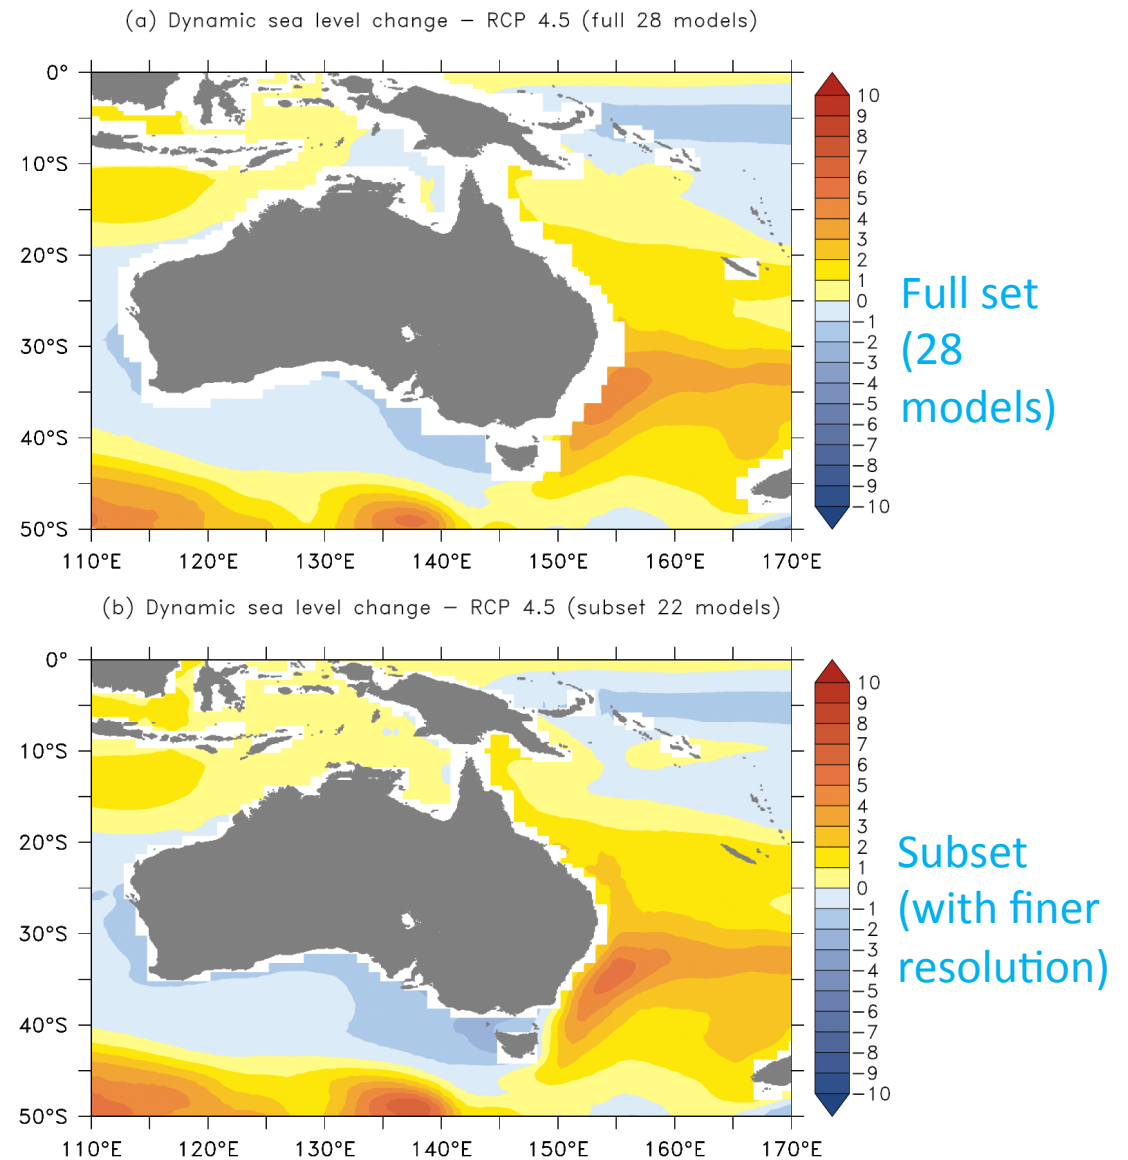 (a) Dynamic sea level change − RCP 4.5 (full 28 models)
0°
10°S
20°S
30°S
40°S
50°S
110°E 120°E 130°E 140°E 150°E 160°E 170°E
10
9
8
7
6
5
4
3
2
1
0
−1
−2
−3
−4
−5
−6
−7
−8
−9
−10
Full set
(28
models)
(b) Dynamic sea level change − RCP 4.5 (subset 22 models)
0°
10°S
20°S
30°S
40°S
50°S
110°E 120°E 130°E 140°E 150°E 160°E 170°E
10
9
8
7
6
5
4
3
2
1
0
−1
−2
−3
−4
−5
−6
−7
−8
−9
−10
Subset
(with finer
resolution)